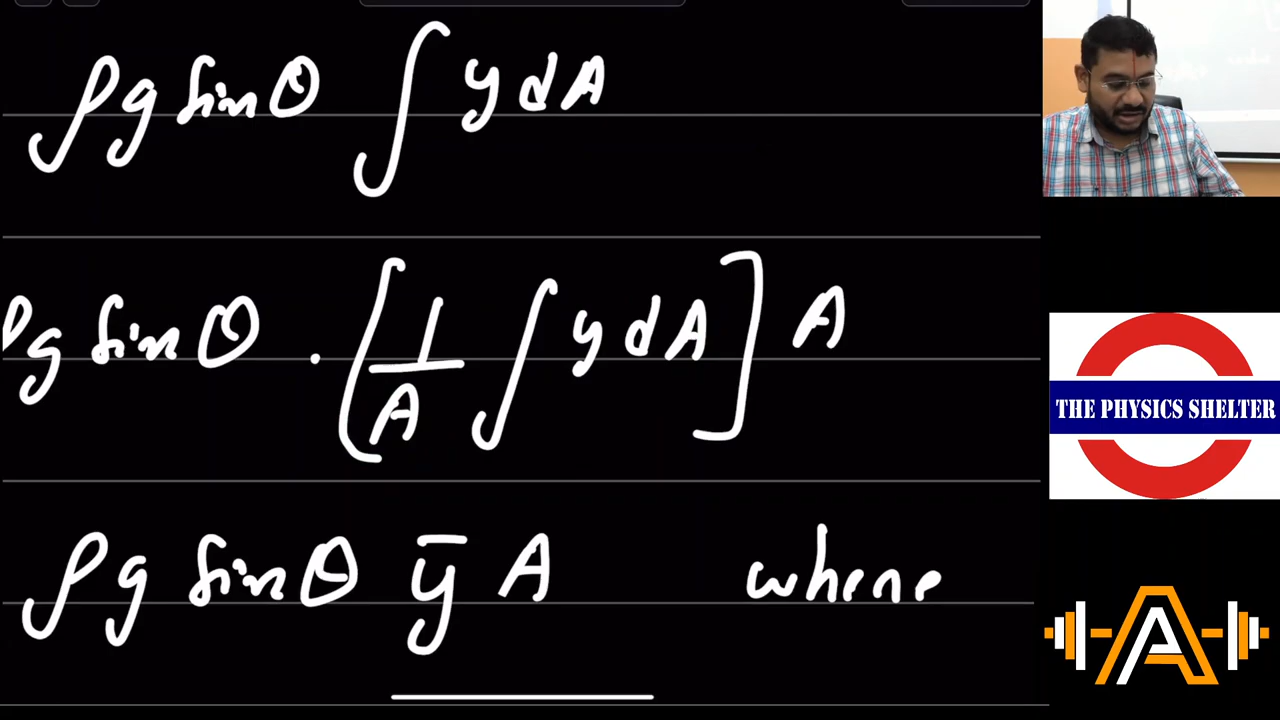 ρg sinθ ∫ y dA
ρg sinθ . [1/A ∫ y dA] A
ρg sinθ ȳ A where
THE PHYSICS SHELTER
A